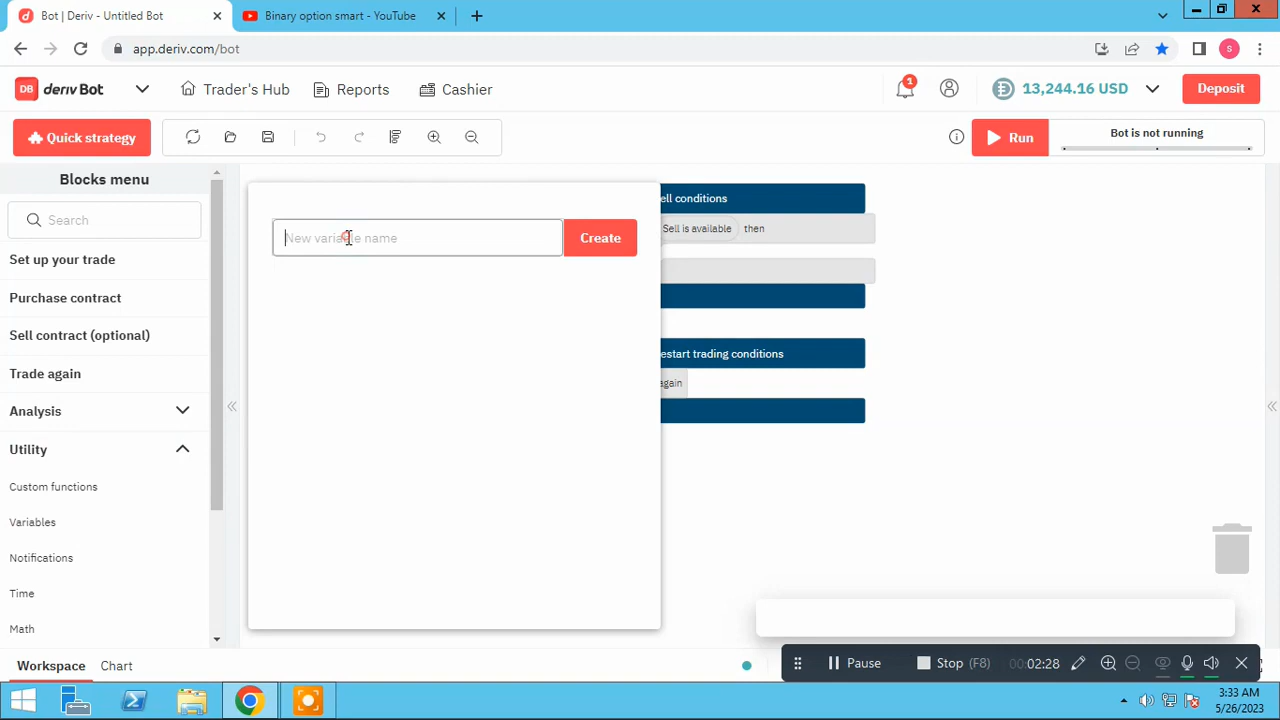 Bot | Deriv - Untitled Bot
Binary option smart - YouTube
app.deriv.com/bot
S
DB deriv Bot
Trader's Hub
Reports
Cashier
1
13,244.16 USD
Deposit
Quick strategy
Run
Bot is not running
Blocks menu
Search
Set up your trade
Purchase contract
Sell contract (optional)
Trade again
Analysis
Utility
Custom functions
Variables
Notifications
Time
Math
New variable name
Create
ell conditions
Sell is available then
estart trading conditions
again
Workspace
Chart
Pause
Stop (F8)
00:02:28
3:33 AM
5/26/2023